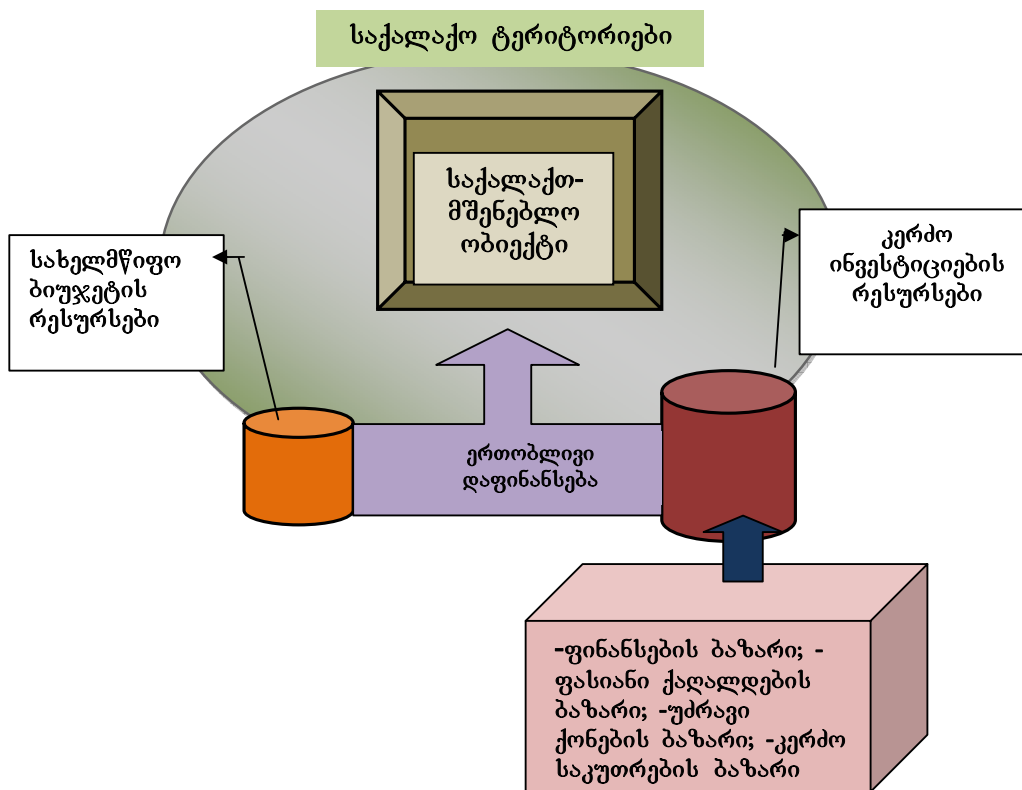 საქალაქო ტერიტორიები
საქალაქთ-
მშენებლო
ობიექტი
სახელმწიფო
ბიუჯეტის
რესურსები
კერძო
ინვესტიციების
რესურსები
ერთობლივი
დაფინანსება
-ფინანსების ბაზარი; -
ფასიანი ქაღალდების
ბაზარი; -უძრავი
ქონების ბაზარი; -კერძო
საკუთრების ბაზარი